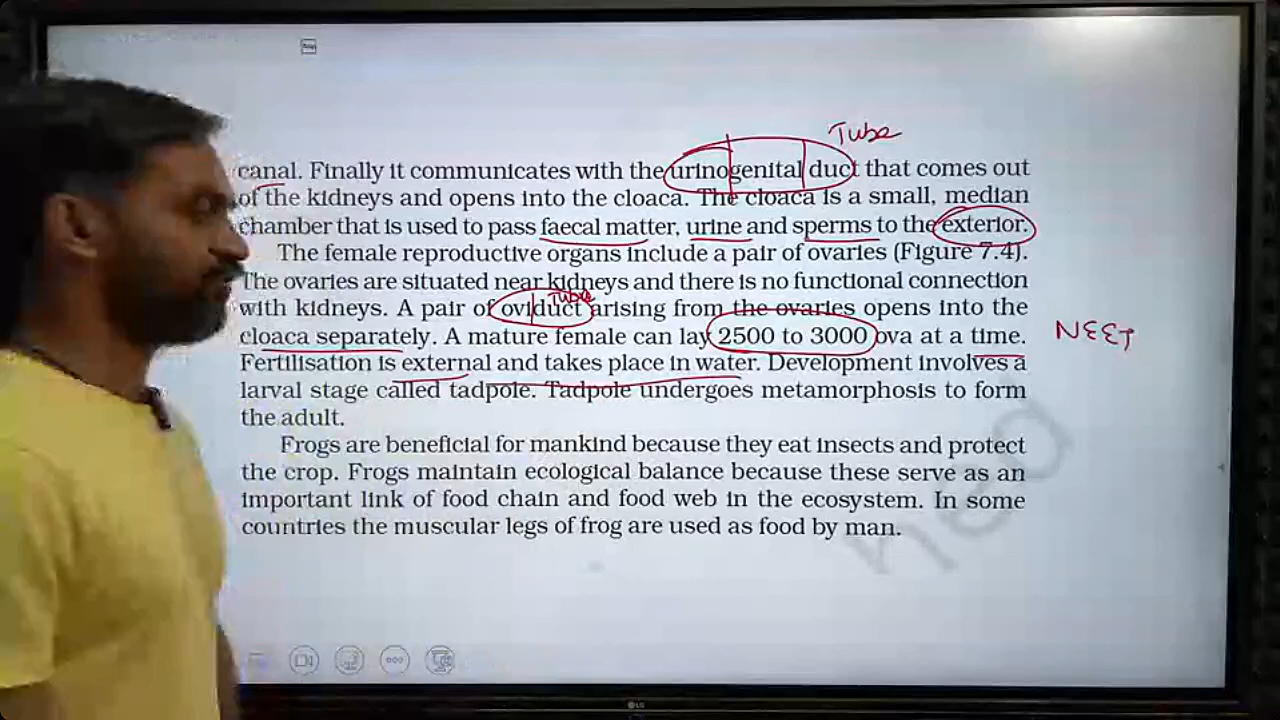 Tube
canal. Finally it communicates with the urinogenital duct that comes out
of the kidneys and opens into the cloaca. The cloaca is a small, median
chamber that is used to pass faecal matter, urine and sperms to the exterior.
The female reproductive organs include a pair of ovaries (Figure 7.4).
The ovaries are situated near kidneys and there is no functional connection
Tube
with kidneys. A pair of oviduct arising from the ovaries opens into the
cloaca separately. A mature female can lay 2500 to 3000 ova at a time.
NEET
Fertilisation is external and takes place in water. Development involves a
larval stage called tadpole. Tadpole undergoes metamorphosis to form
the adult.
Frogs are beneficial for mankind because they eat insects and protect
the crop. Frogs maintain ecological balance because these serve as an
important link of food chain and food web in the ecosystem. In some
countries the muscular legs of frog are used as food by man.
LG